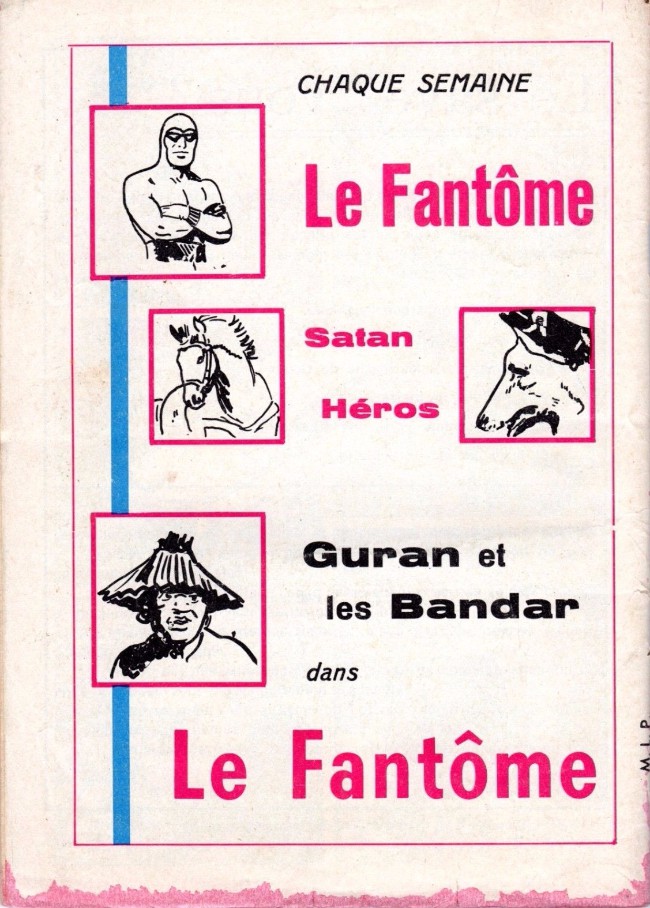 CHAQUE SEMAINE
Le Fantôme
Satan
Héros
Guran et
les Bandar
dans
Le Fantôme
M.I.P.